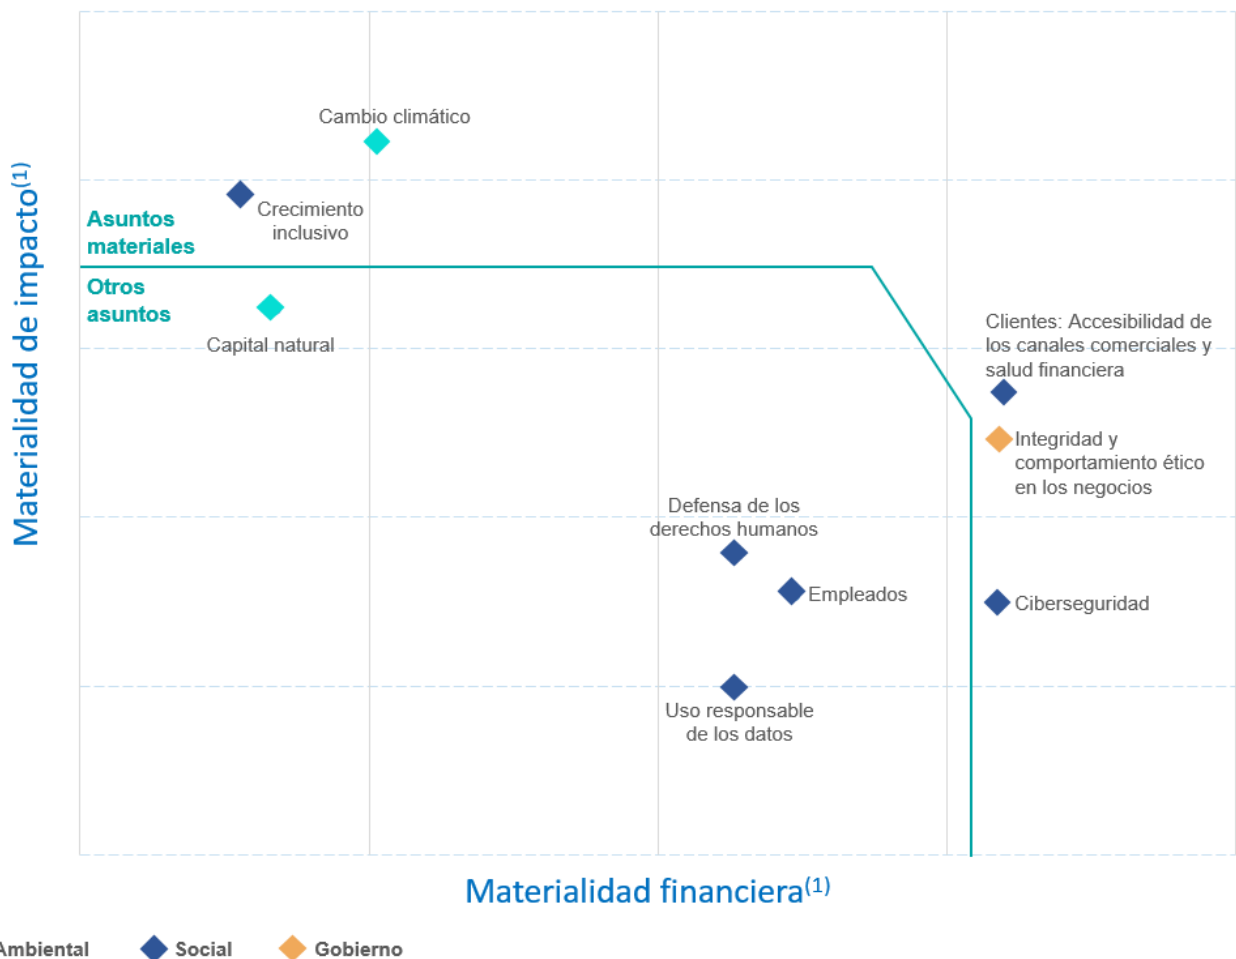 Cambio climático
Crecimiento
inclusivo
Asuntos
materiales
Otros
asuntos
Capital natural
Clientes: Accesibilidad de
los canales comerciales y
salud financiera
Integridad y
comportamiento ético
en los negocios
Defensa de los
derechos humanos
Empleados
Ciberseguridad
Uso responsable
de los datos
Materialidad de impacto(1)
Materialidad financiera(1)
Ambiental
Social
Gobierno